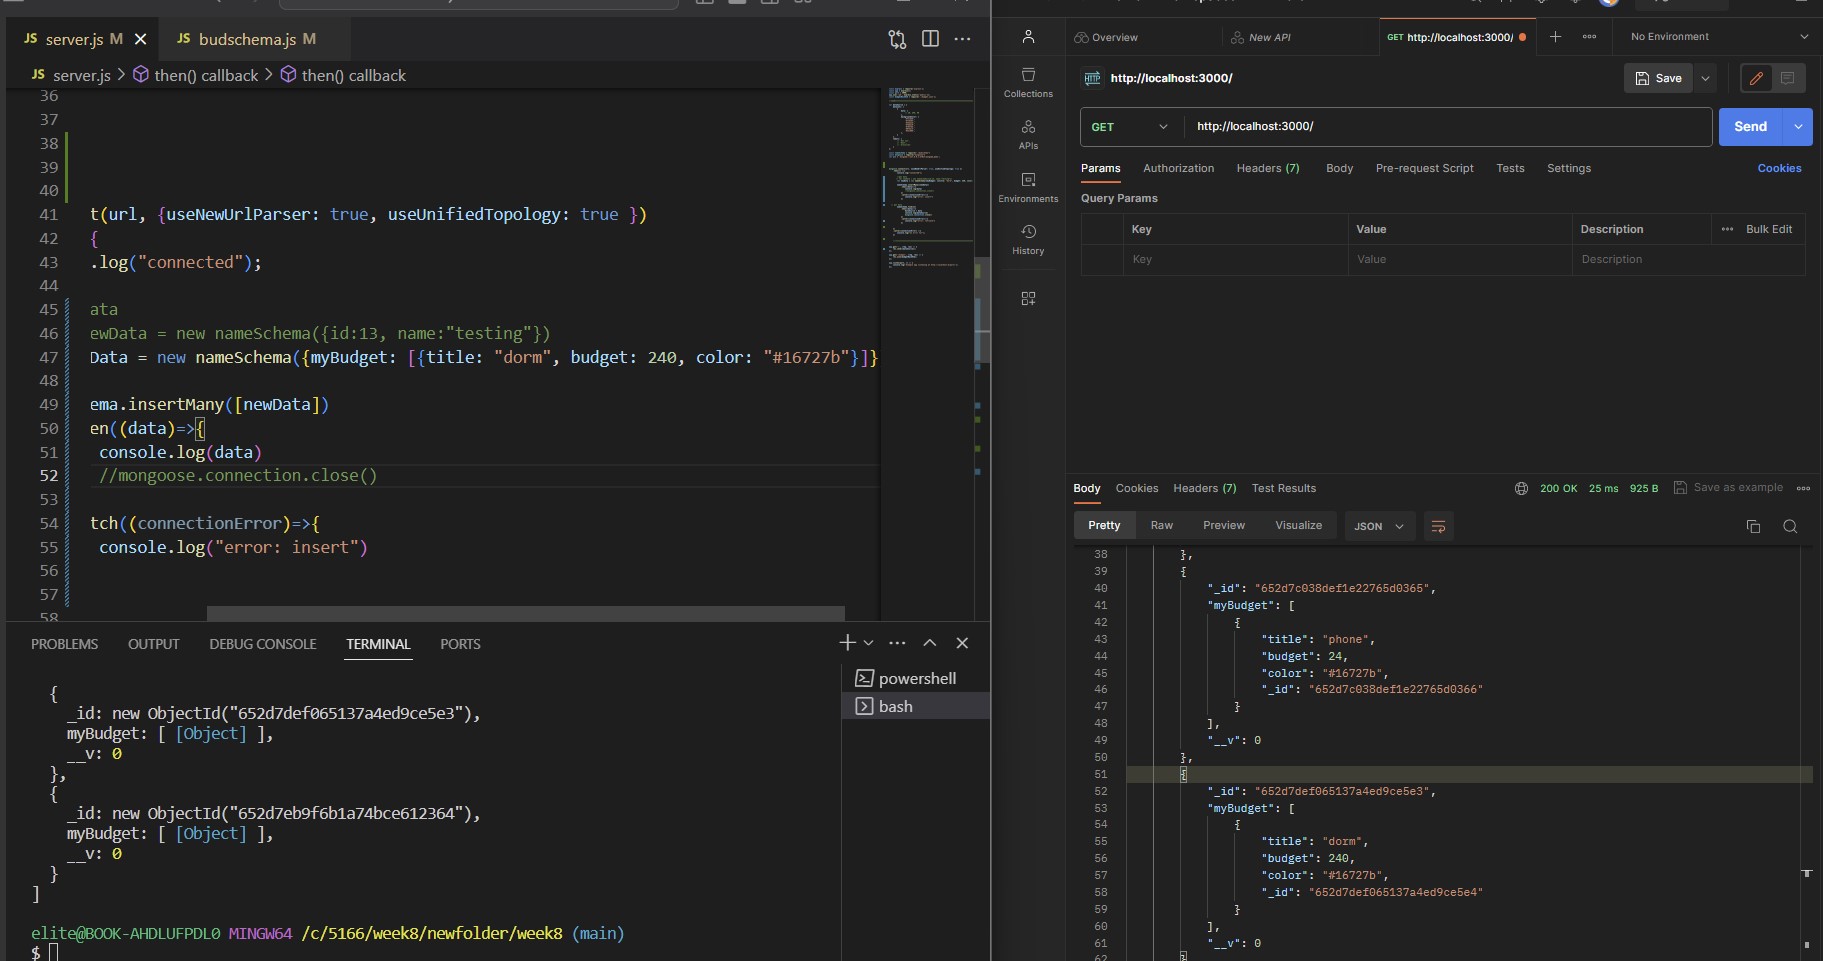 JS server.js M
JS budschema.js M
JS server.js > then() callback > then() callback
36
37
38
39
40
41 t(url, {useNewUrlParser: true, useUnifiedTopology: true })
42 {
43 .log("connected");
44
45 ata
46 ewData = new nameSchema({id:13, name:"testing"})
47 Data = new nameSchema({myBudget: [{title: "dorm", budget: 240, color: "#16727b"}]}
48
49 ema.insertMany([newData])
50 en((data)=>{
51 console.log(data)
52 //mongoose.connection.close()
53
54 tch((connectionError)=>{
55 console.log("error: insert")
56
57
58
PROBLEMS OUTPUT DEBUG CONSOLE TERMINAL PORTS
powershell
bash
{
_id: new ObjectId("652d7def065137a4ed9ce5e3"),
myBudget: [ [Object] ],
__v: 0
},
{
_id: new ObjectId("652d7eb9f6b1a74bce612364"),
myBudget: [ [Object] ],
__v: 0
}
]
elite@BOOK-AHDLUFPDL0 MINGW64 /c/5166/week8/newfolder/week8 (main)
$
Overview
New API
GET http://localhost:3000/
No Environment
Collections
APIs
Environments
History
HTTP http://localhost:3000/
Save
GET http://localhost:3000/
Send
Params Authorization Headers (7) Body Pre-request Script Tests Settings Cookies
Query Params
Key Value Description Bulk Edit
Key Value Description
Body Cookies Headers (7) Test Results 200 OK 25 ms 925 B Save as example
Pretty Raw Preview Visualize JSON
38 },
39 {
40 "_id": "652d7c038def1e22765d0365",
41 "myBudget": [
42 {
43 "title": "phone",
44 "budget": 24,
45 "color": "#16727b",
46 "_id": "652d7c038def1e22765d0366"
47 }
48 ],
49 "__v": 0
50 },
51 {
52 "_id": "652d7def065137a4ed9ce5e3",
53 "myBudget": [
54 {
55 "title": "dorm",
56 "budget": 240,
57 "color": "#16727b",
58 "_id": "652d7def065137a4ed9ce5e4"
59 }
60 ],
61 "__v": 0
62 }